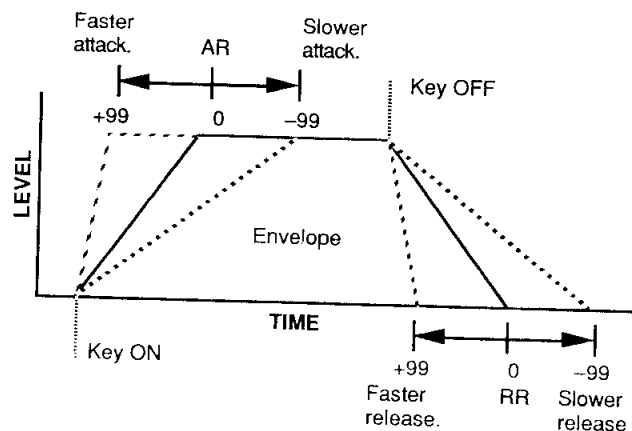 Faster attack.
AR
Slower attack.
+99
0
−99
Key OFF
LEVEL
Envelope
TIME
Key ON
+99
0
−99
Faster release.
RR
Slower release